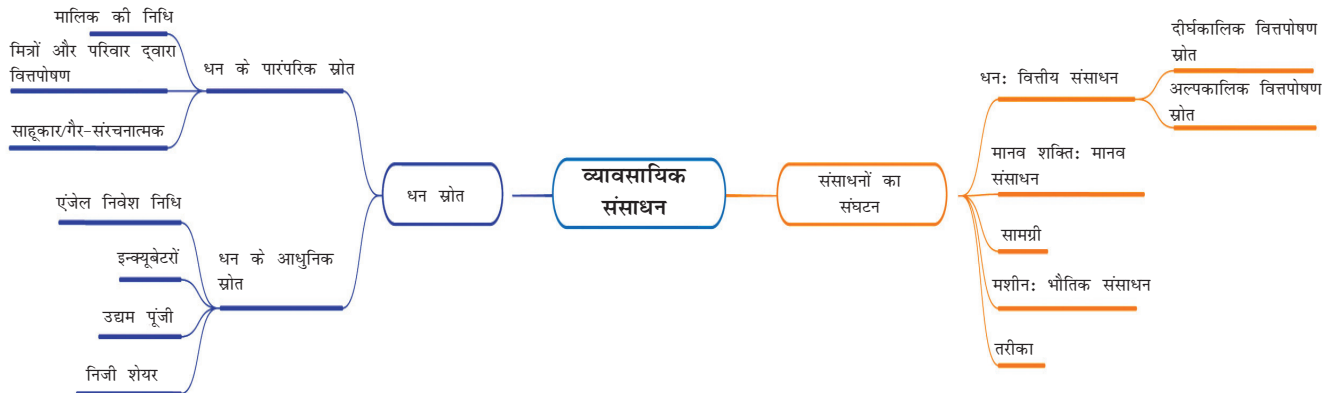 मालिक की निधि
मित्रों और परिवार द्वारा
वित्तपोषण
साहूकार/गैर-संरचनात्मक
धन के पारंपरिक स्रोत
एंजेल निवेश निधि
इन्क्यूबेटरों
उद्यम पूंजी
निजी शेयर
धन के आधुनिक
स्रोत
धन स्रोत
व्यावसायिक
संसाधन
संसाधनों का
संघटन
धन: वित्तीय संसाधन
दीर्घकालिक वित्तपोषण
स्रोत
अल्पकालिक वित्तपोषण
स्रोत
मानव शक्ति: मानव
संसाधन
सामग्री
मशीन: भौतिक संसाधन
तरीका